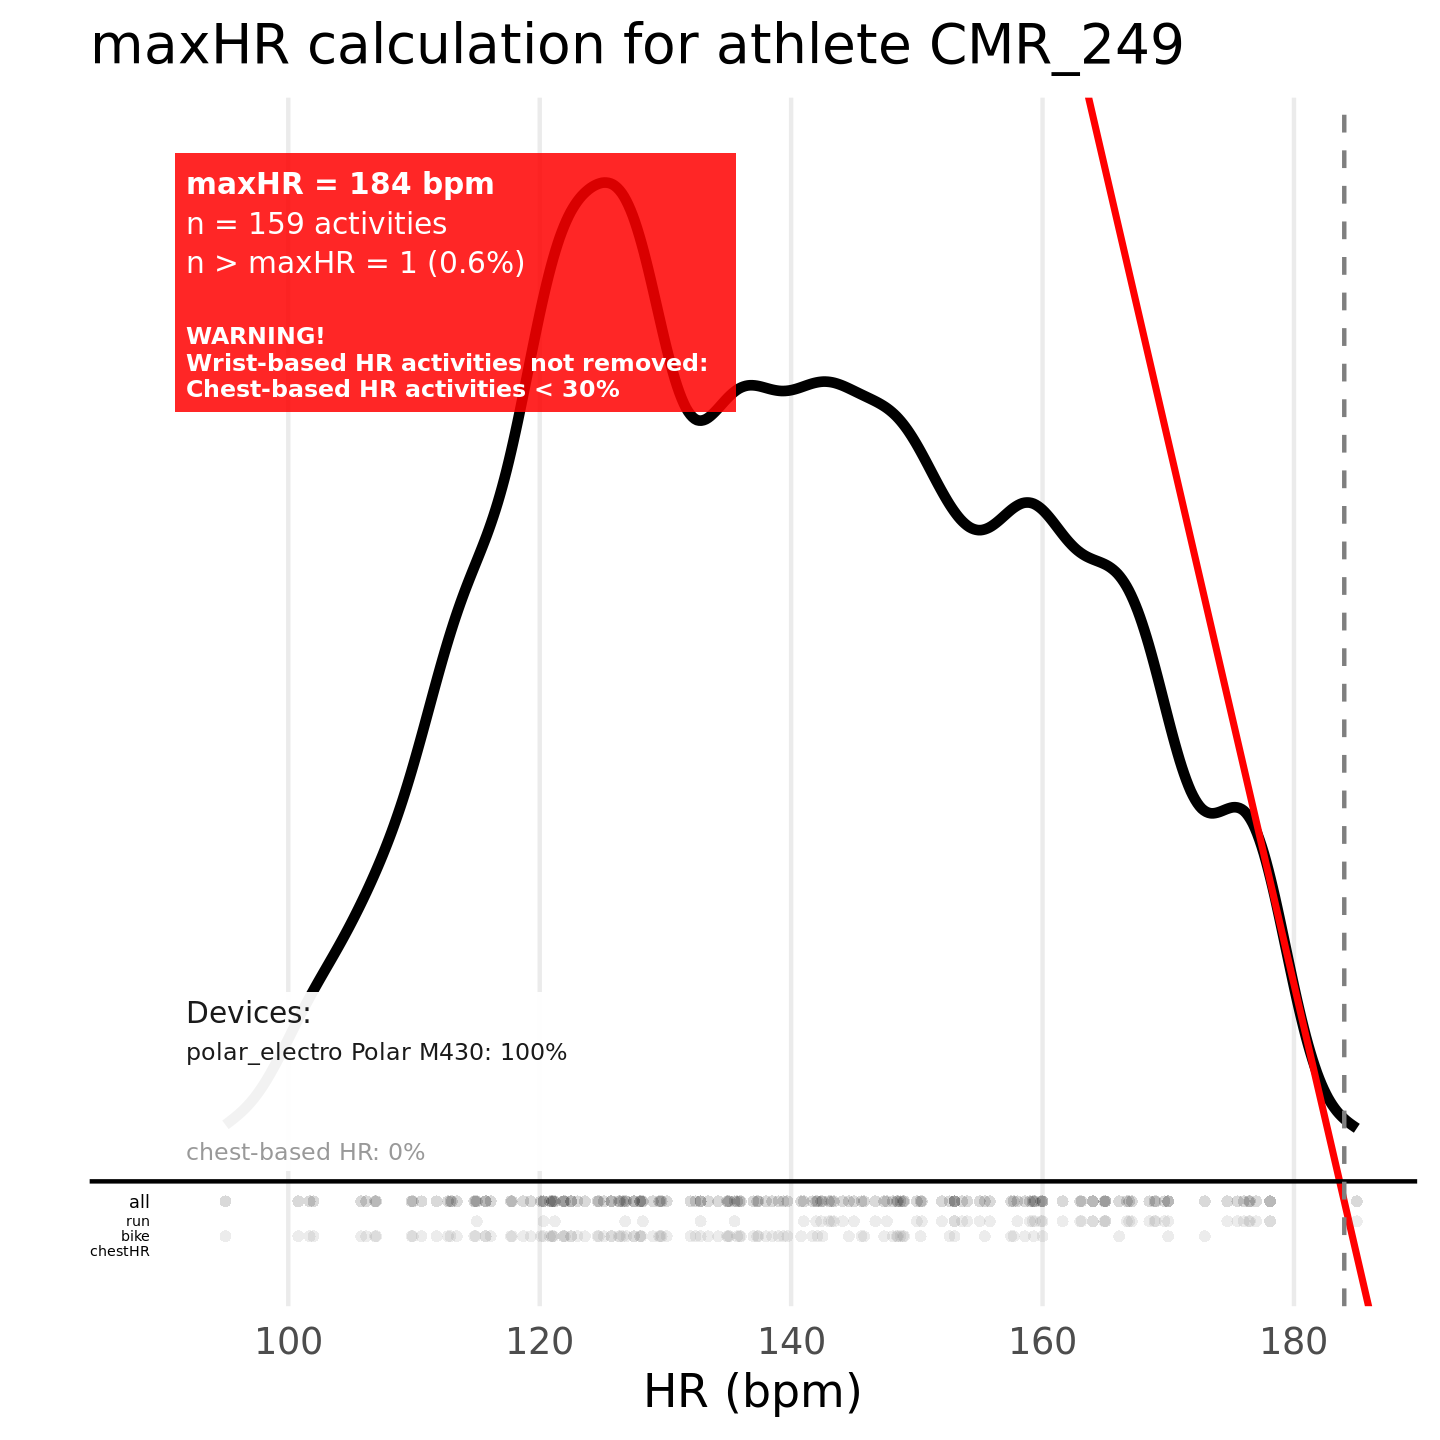 maxHR calculation for athlete CMR_249
maxHR = 184 bpm
n = 159 activities
n > maxHR = 1 (0.6%)
WARNING!
Wrist-based HR activities not removed:
Chest-based HR activities < 30%
Devices:
polar_electro Polar M430: 100%
chest-based HR: 0%
all
run
bike
chestHR
100 120 140 160 180
HR (bpm)